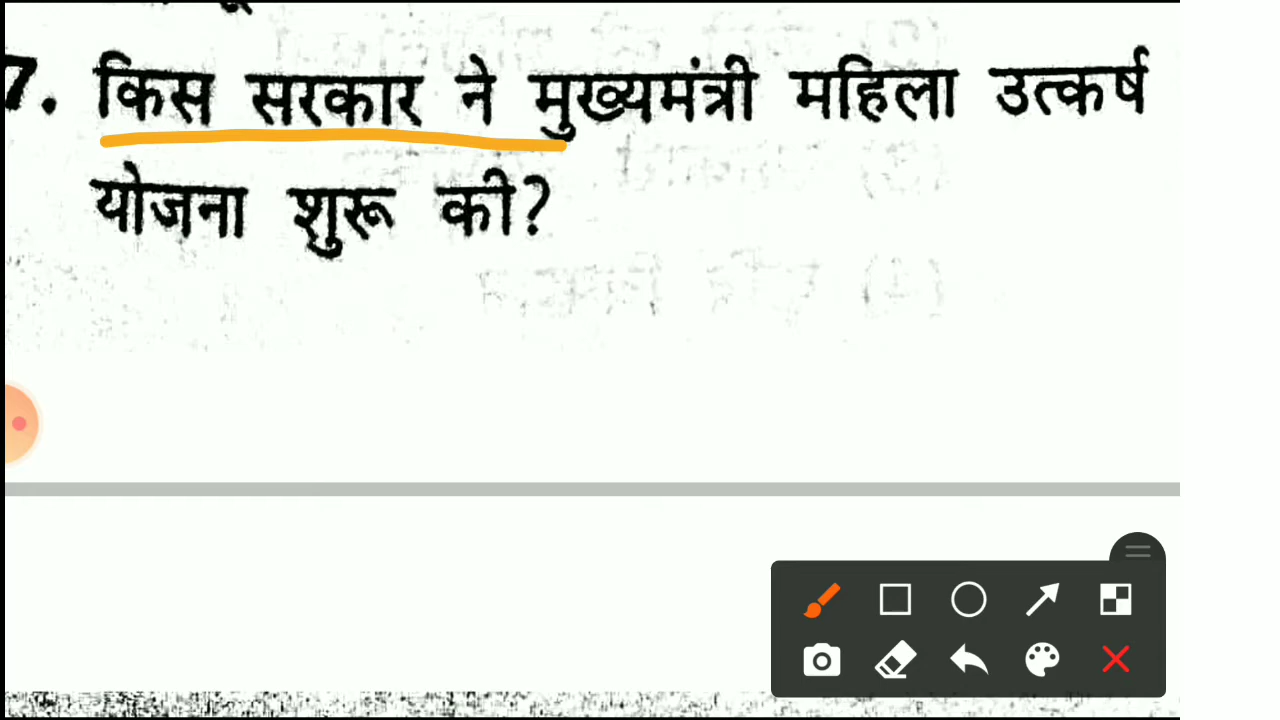 7. किस सरकार ने मुख्यमंत्री महिला उत्कर्ष
योजना शुरू की?